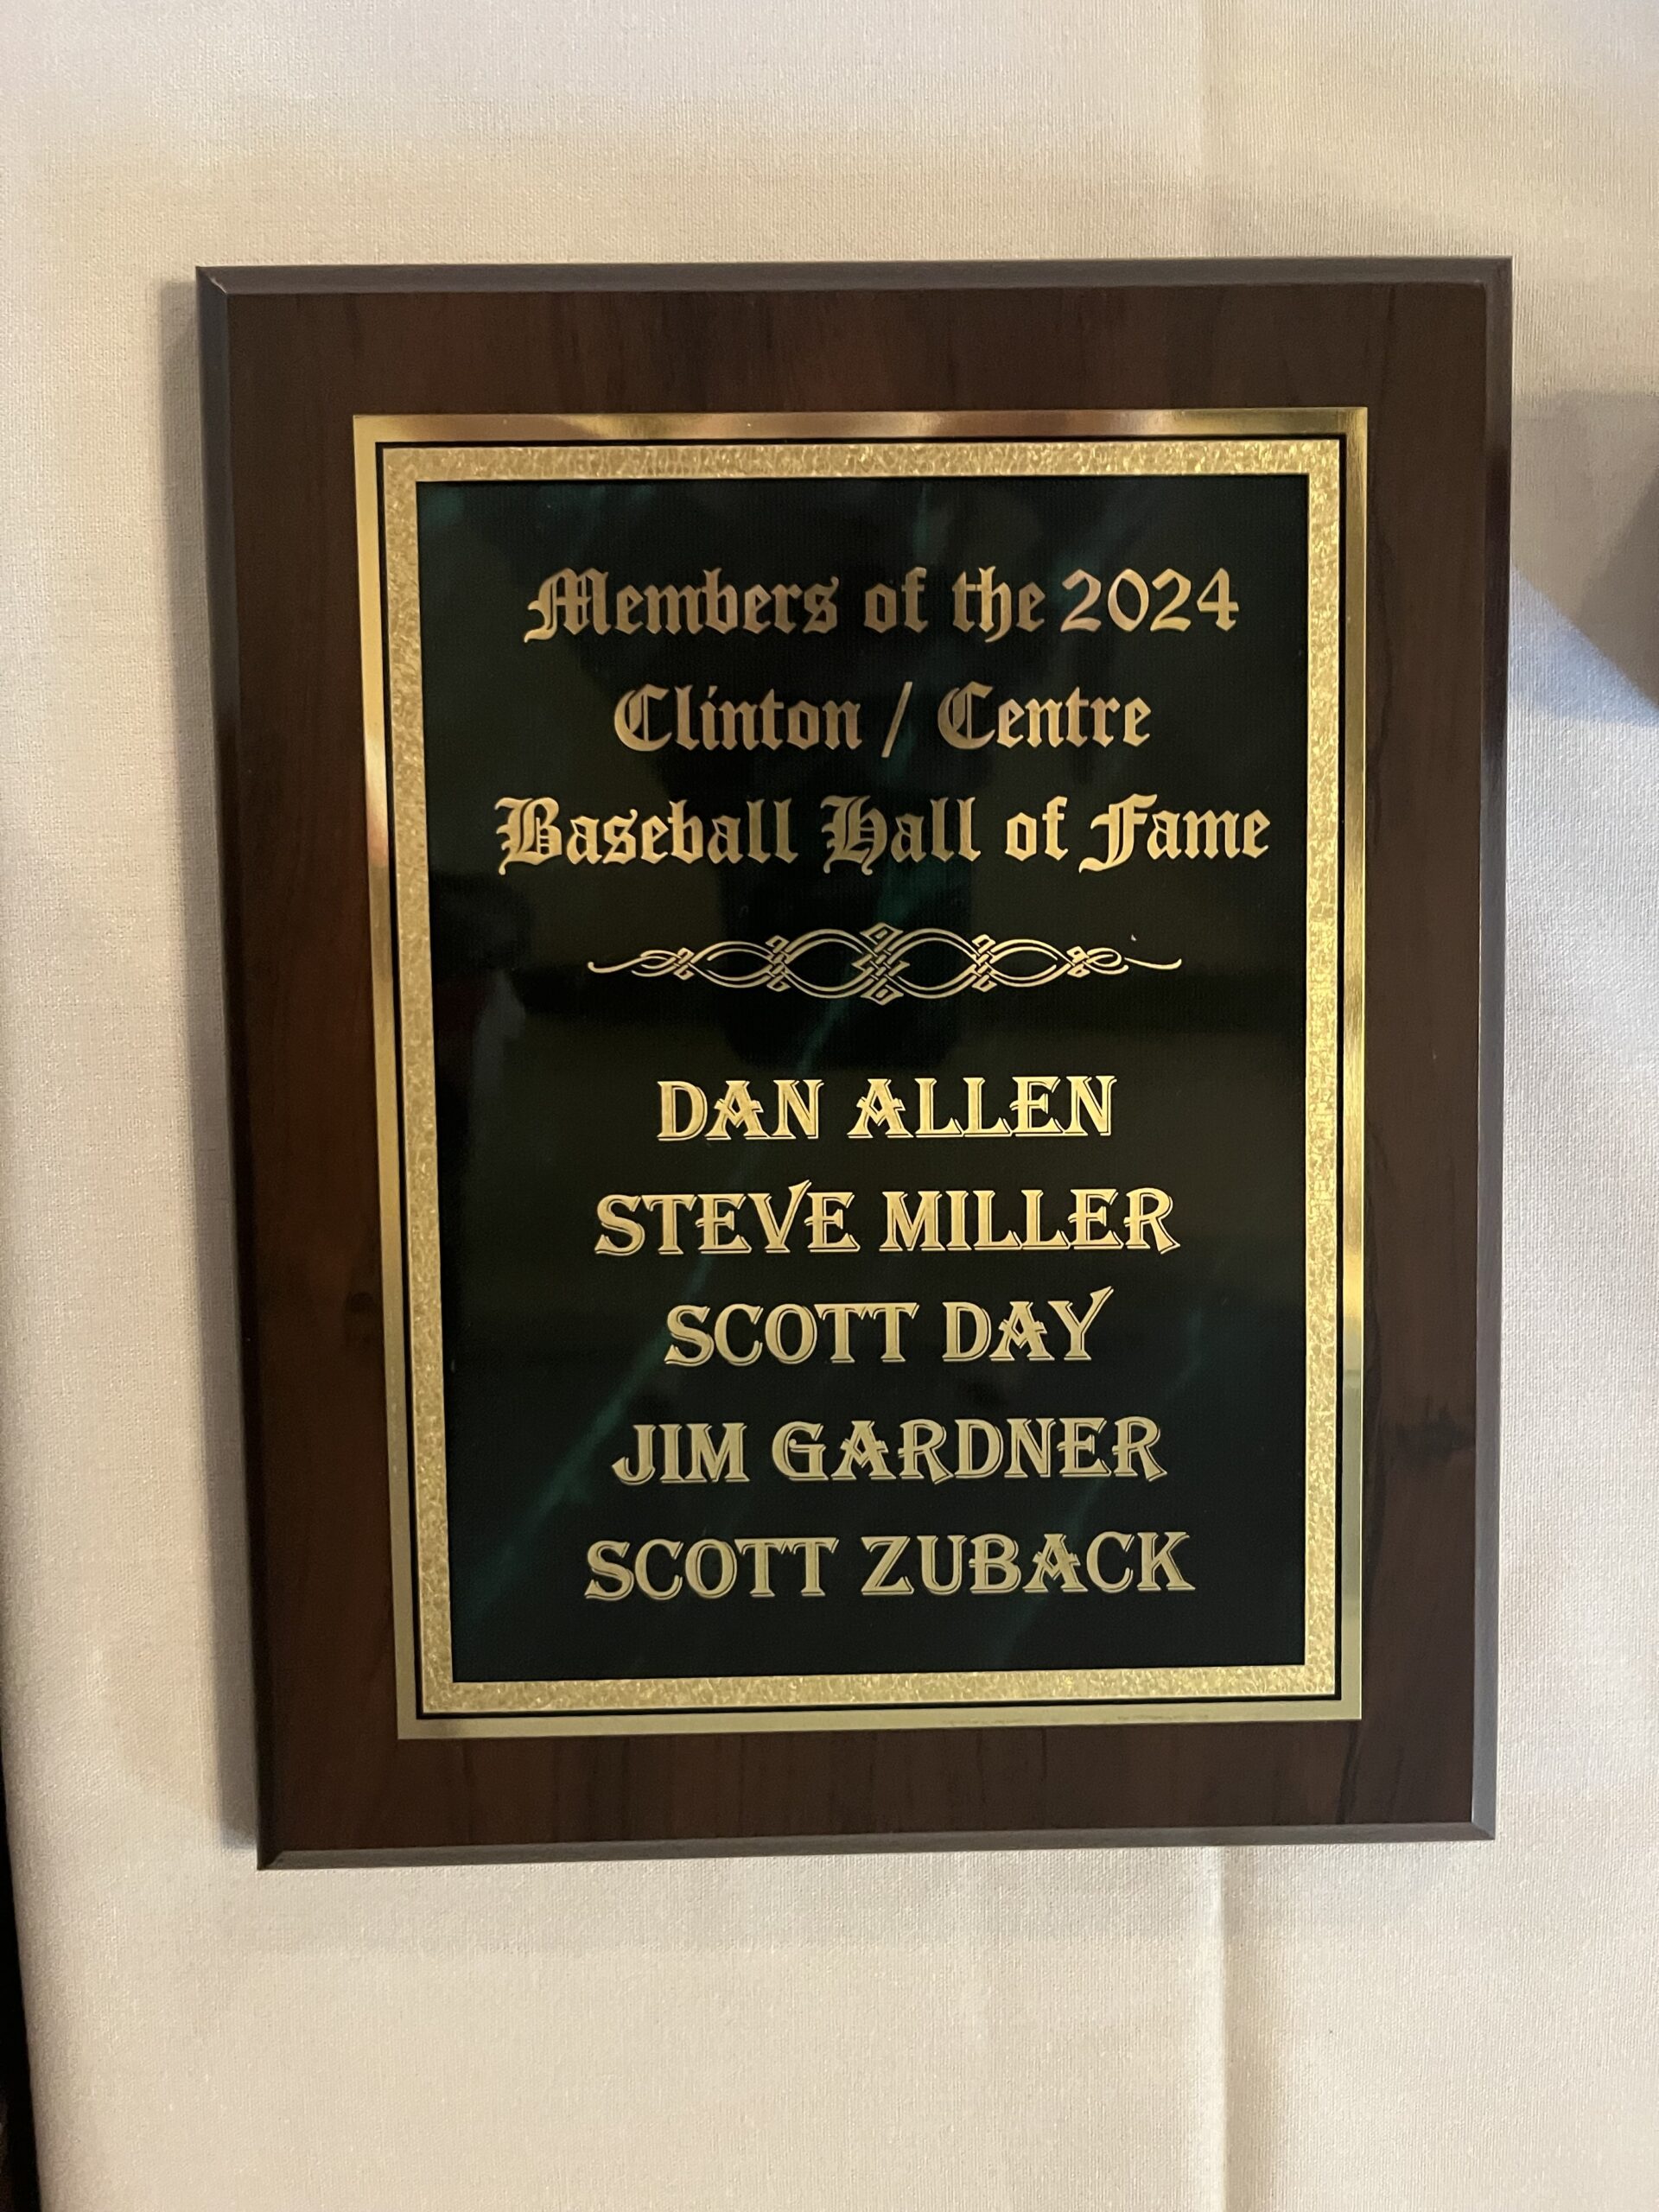 Members of the 2024
Clinton / Centre
Baseball Hall of Fame
DAN ALLEN
STEVE MILLER
SCOTT DAY
JIM GARDNER
SCOTT ZUBACK